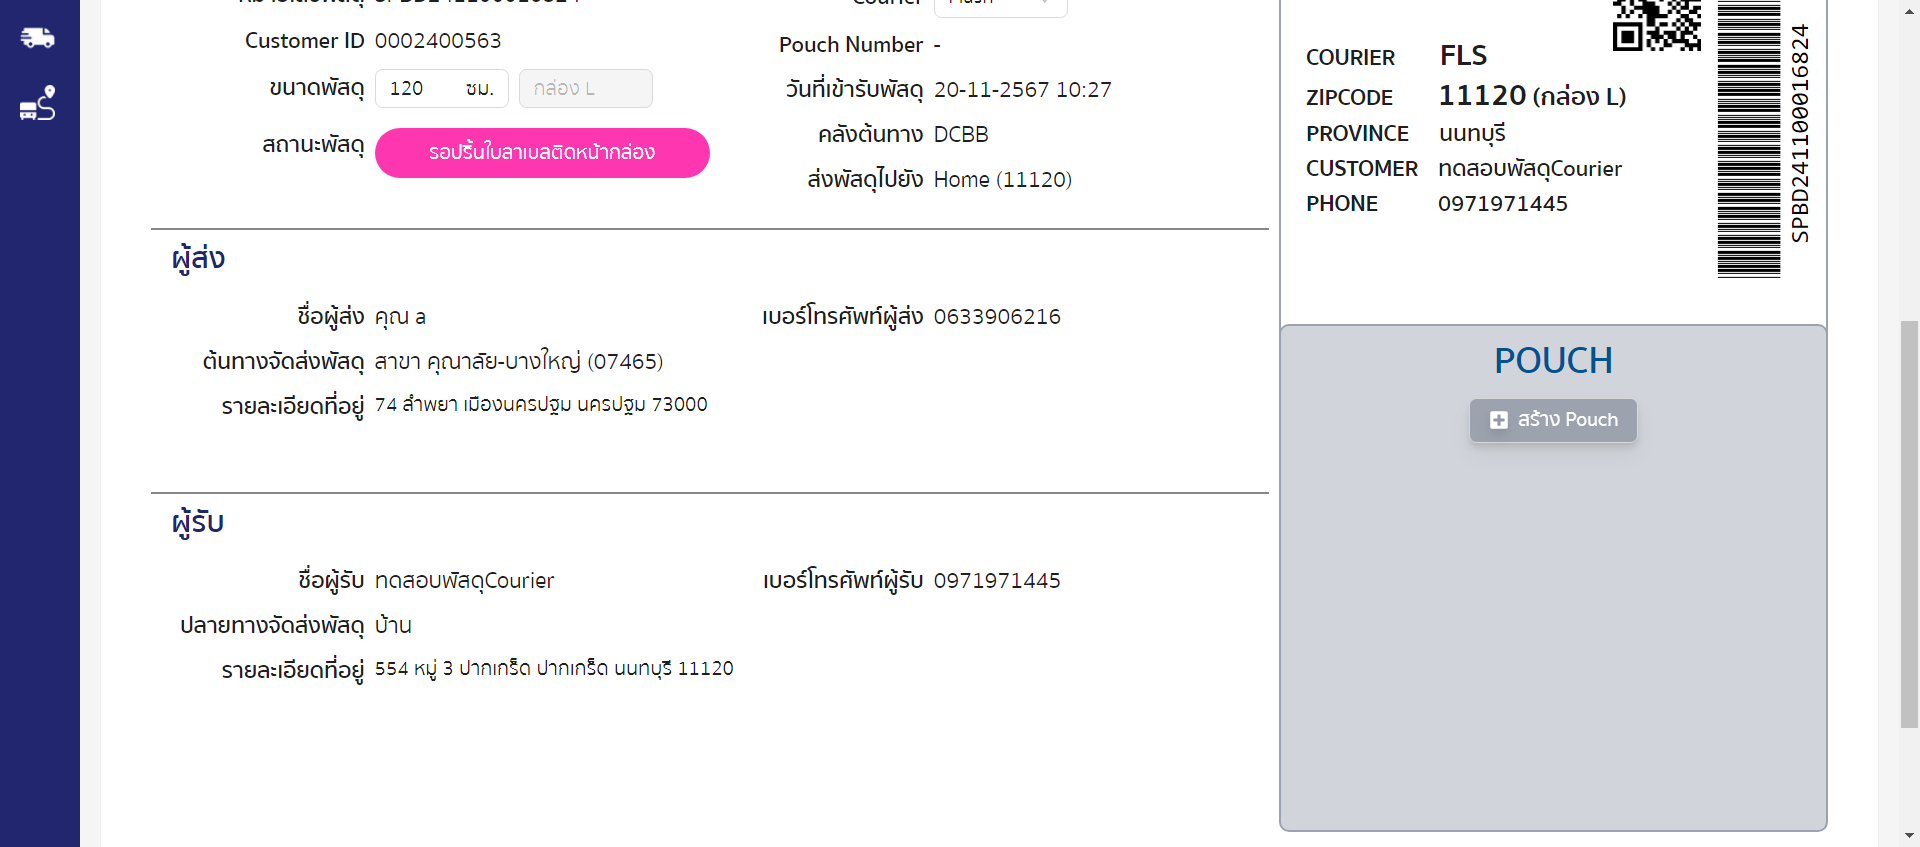 Customer ID 0002400563
ขนาดพัสดุ 120 ซม. กล่อง L
สถานะพัสดุ รอปริ้นใบลาเบลติดหน้ากล่อง
Pouch Number -
วันที่เข้ารับพัสดุ 20-11-2567 10:27
คลังต้นทาง DCBB
ส่งพัสดุไปยัง Home (11120)
ผู้ส่ง
ชื่อผู้ส่ง คุณ a
เบอร์โทรศัพท์ผู้ส่ง 0633906216
ต้นทางจัดส่งพัสดุ สาขา คุณาลัย-บางใหญ่ (07465)
รายละเอียดที่อยู่ 74 ลำพยา เมืองนครปฐม นครปฐม 73000
ผู้รับ
ชื่อผู้รับ ทดสอบพัสดุCourier
เบอร์โทรศัพท์ผู้รับ 0971971445
ปลายทางจัดส่งพัสดุ บ้าน
รายละเอียดที่อยู่ 554 หมู่ 3 ปากเกร็ด ปากเกร็ด นนทบุรี 11120
COURIER FLS
ZIPCODE 11120 (กล่อง L)
PROVINCE นนทบุรี
CUSTOMER ทดสอบพัสดุCourier
PHONE 0971971445
SPBD241100016824
POUCH
สร้าง Pouch